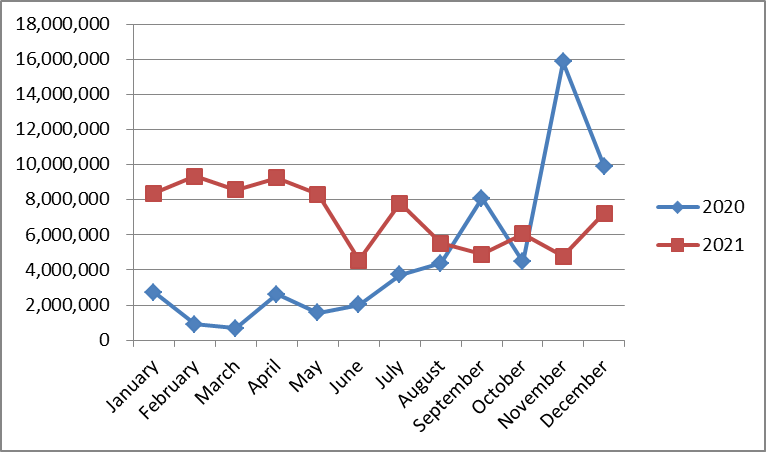 18,000,000
16,000,000
14,000,000
12,000,000
10,000,000
8,000,000
6,000,000
4,000,000
2,000,000
0
January
February
March
April
May
June
July
August
September
October
November
December
2020
2021